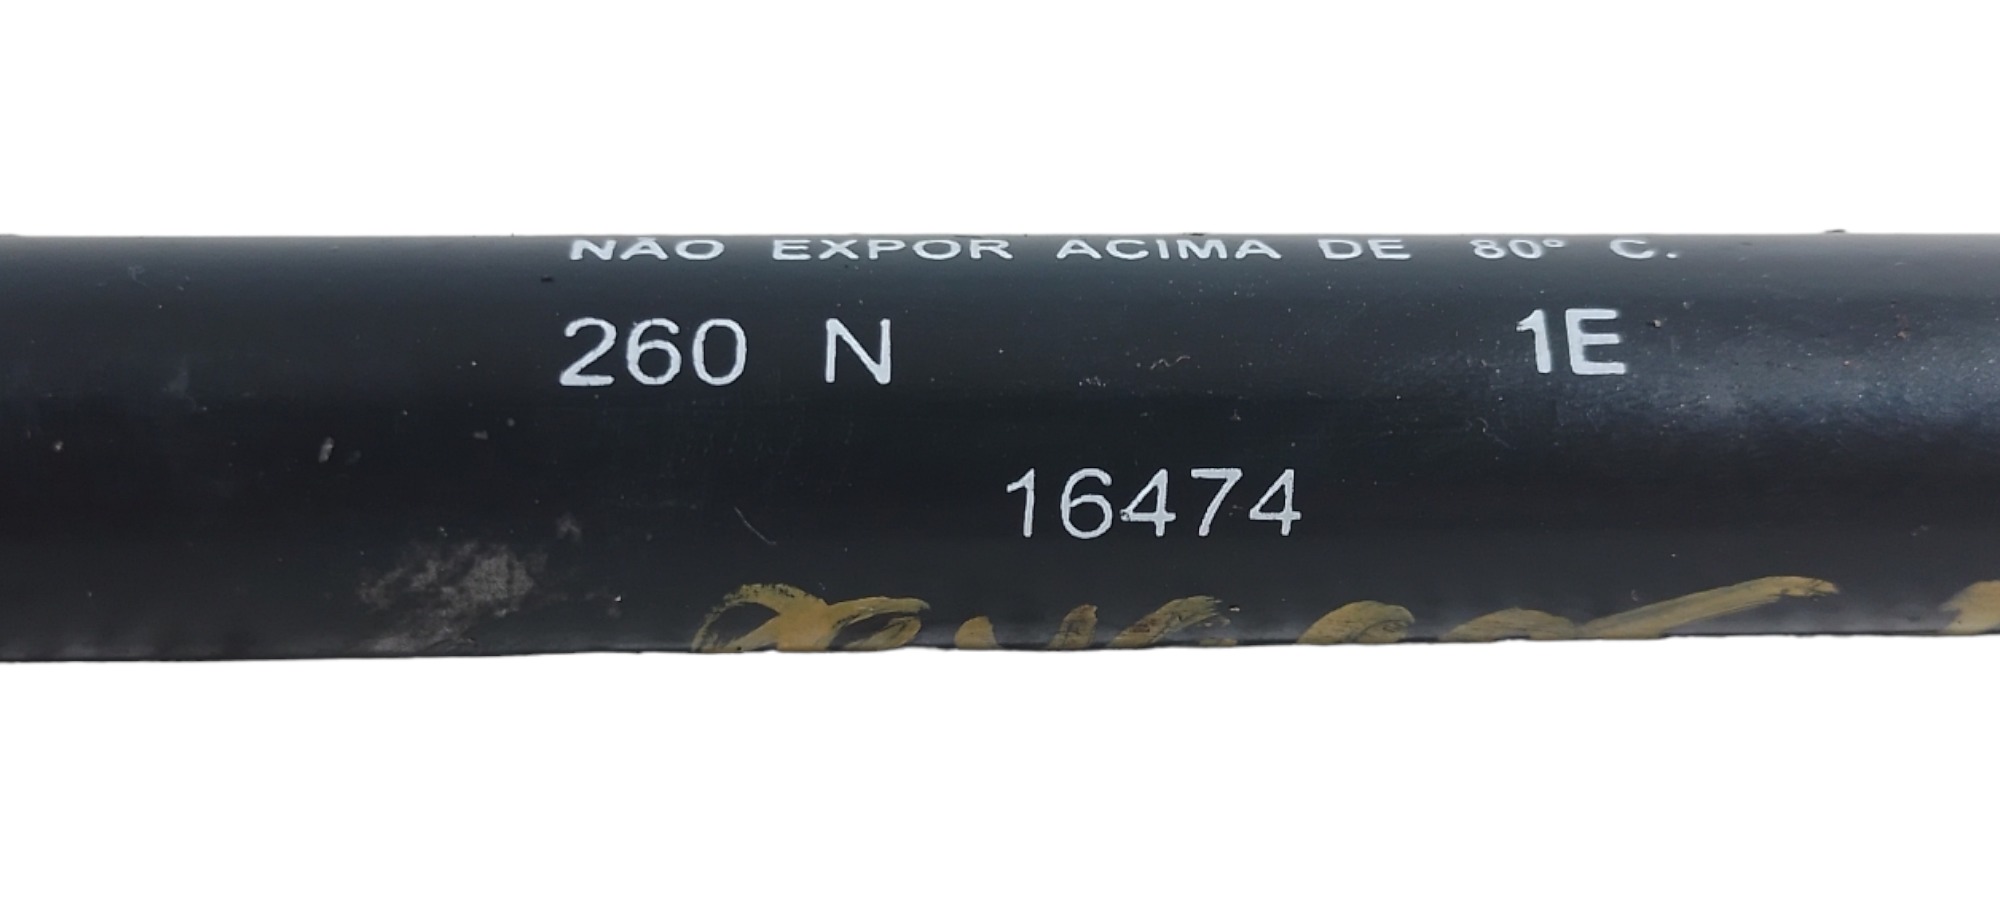 NÃO EXPOR ACIMA DE 80° C.
260 N 1E
16474